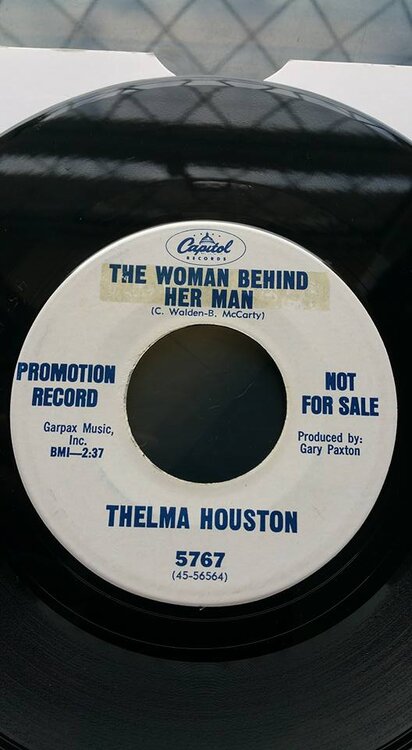 Capitol
RECORDS
THE WOMAN BEHIND
HER MAN
(C. Walden-B. McCarty)
PROMOTION
RECORD
NOT
FOR SALE
Garpax Music,
Inc.
BMI—2:37
Produced by:
Gary Paxton
THELMA HOUSTON
5767
(45-56564)